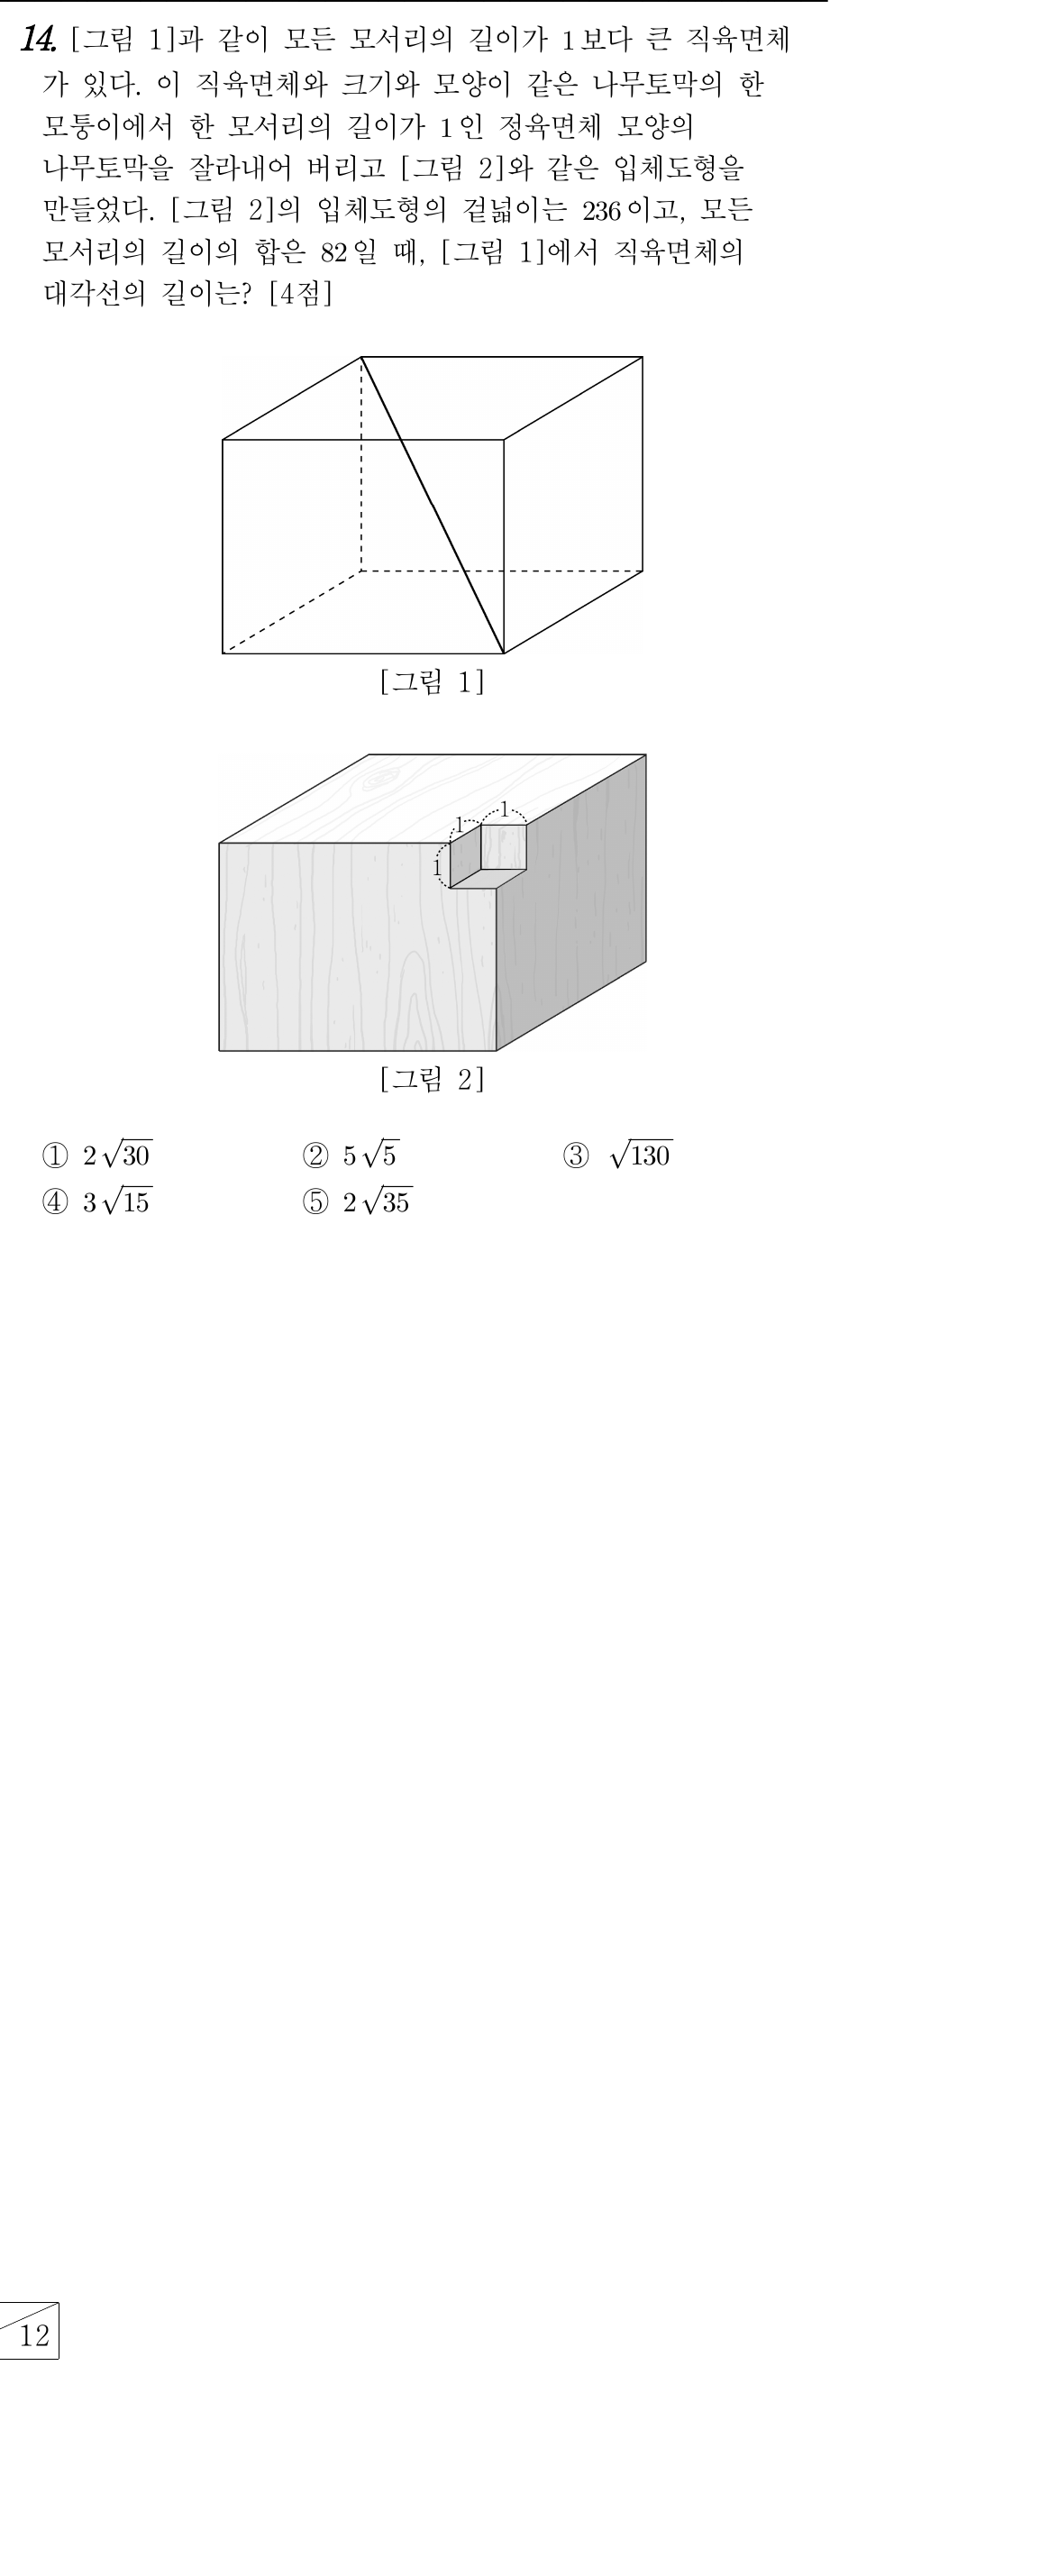 14. [그림 1]과 같이 모든 모서리의 길이가 1보다 큰 직육면체
가 있다. 이 직육면체와 크기와 모양이 같은 나무토막의 한
모퉁이에서 한 모서리의 길이가 1인 정육면체 모양의
나무토막을 잘라내어 버리고 [그림 2]와 같은 입체도형을
만들었다. [그림 2]의 입체도형의 겉넓이는 236이고, 모든
모서리의 길이의 합은 82일 때, [그림 1]에서 직육면체의
대각선의 길이는? [4점]
[그림 1]
1
1
1
[그림 2]
① 2√30 ② 5√5 ③ √130
④ 3√15 ⑤ 2√35
12